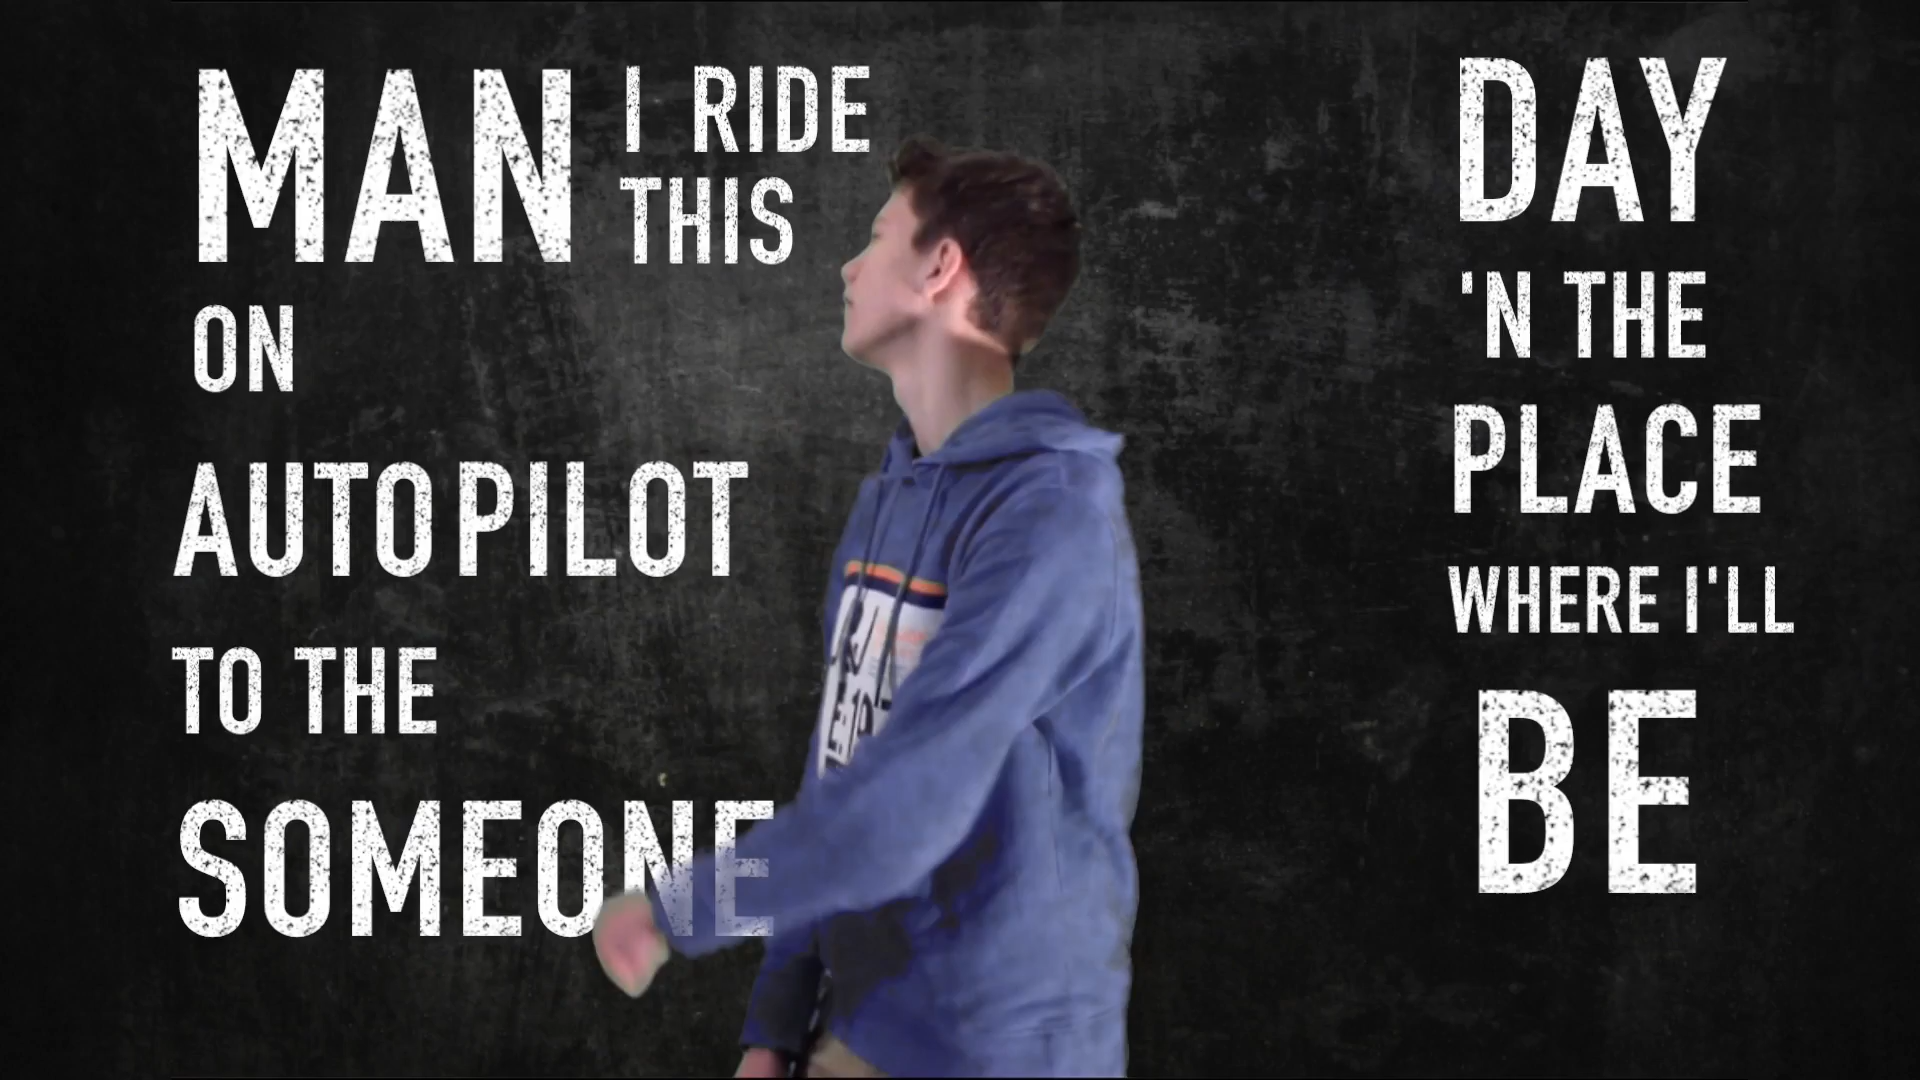 MAN I RIDE
THIS
ON
AUTOPILOT
TO THE
SOMEONE
DAY
'N THE
PLACE
WHERE I'LL
BE